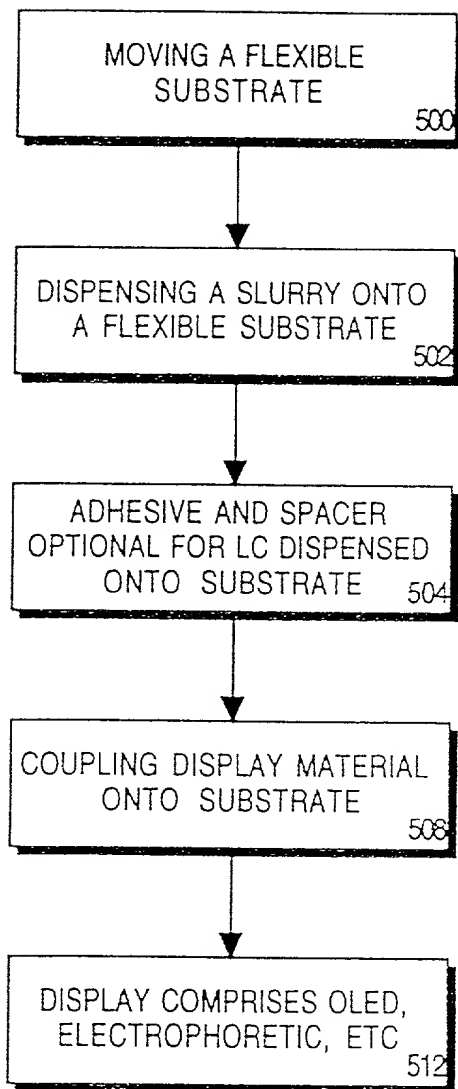 MOVING A FLEXIBLE
SUBSTRATE
500
DISPENSING A SLURRY ONTO
A FLEXIBLE SUBSTRATE
502
ADHESIVE AND SPACER
OPTIONAL FOR LC DISPENSED
ONTO SUBSTRATE
504
COUPLING DISPLAY MATERIAL
ONTO SUBSTRATE
508
DISPLAY COMPRISES OLED,
ELECTROPHORETIC, ETC
512